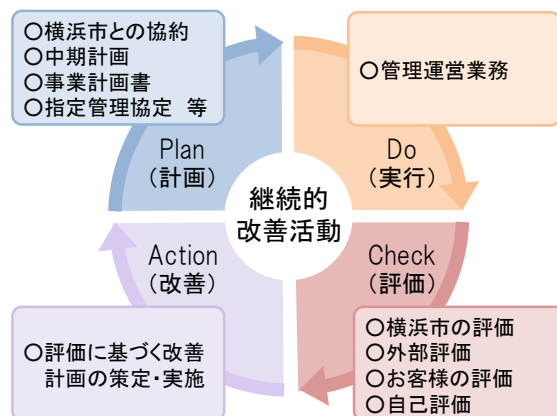 ○横浜市との協約
○中期計画
○事業計画書
○指定管理協定 等
○管理運営業務
Plan
（計画）
Do
（実行）
継続的
改善活動
Action
（改善）
Check
（評価）
○評価に基づく改善
計画の策定・実施
○横浜市の評価
○外部評価
○お客様の評価
○自己評価